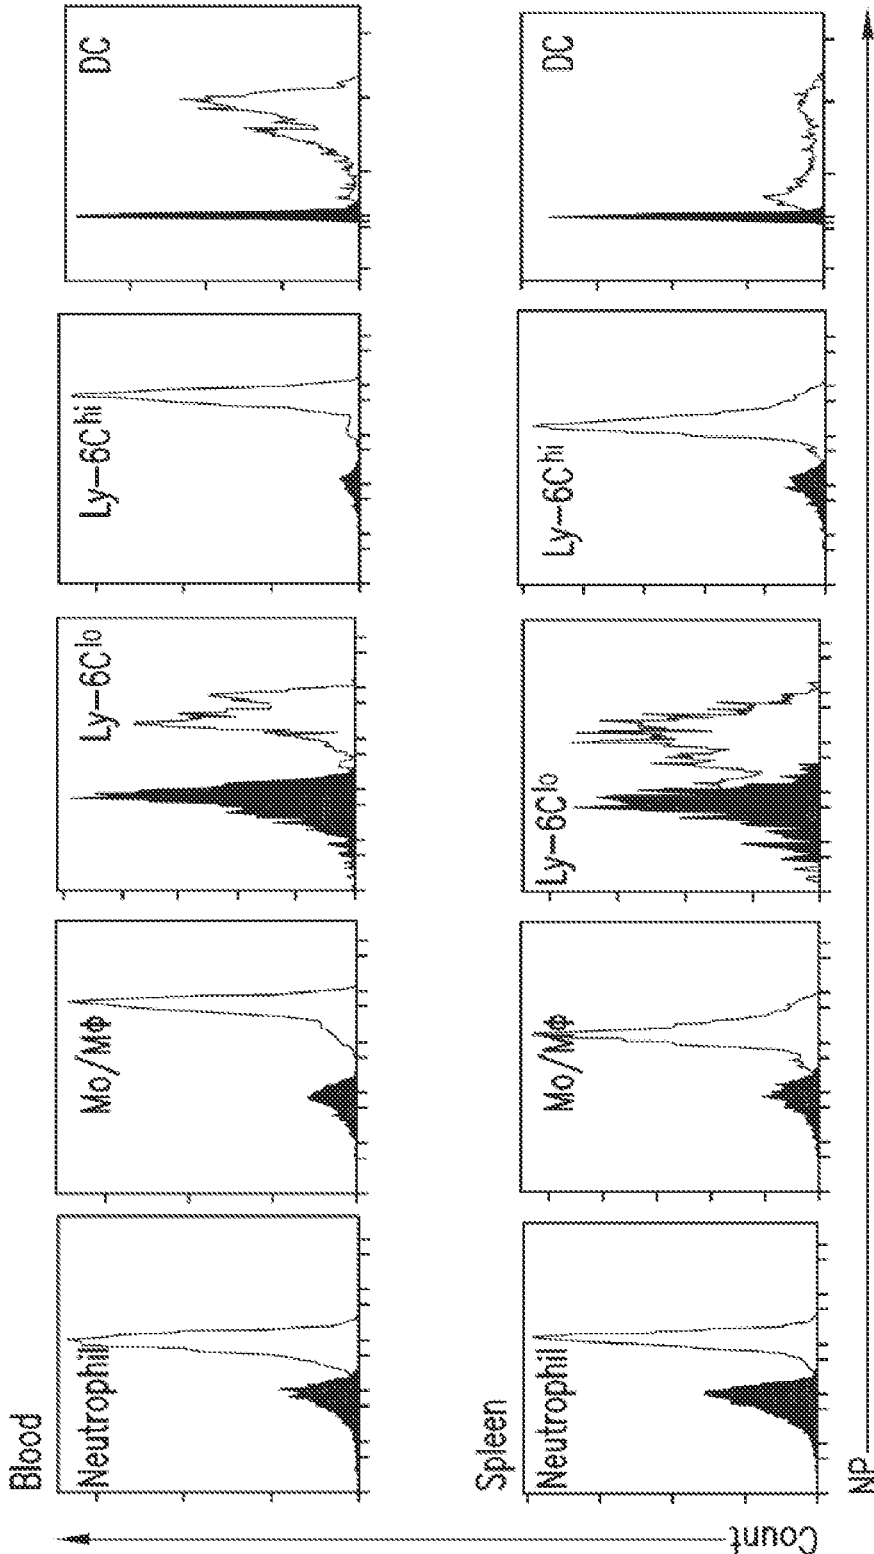 Blood
Neutrophil
Mo/MΦ
Ly-6Clo
Ly-6Chi
DC
Spleen
Neutrophil
Mo/MΦ
Ly-6Clo
Ly-6Chi
DC
Count
NP